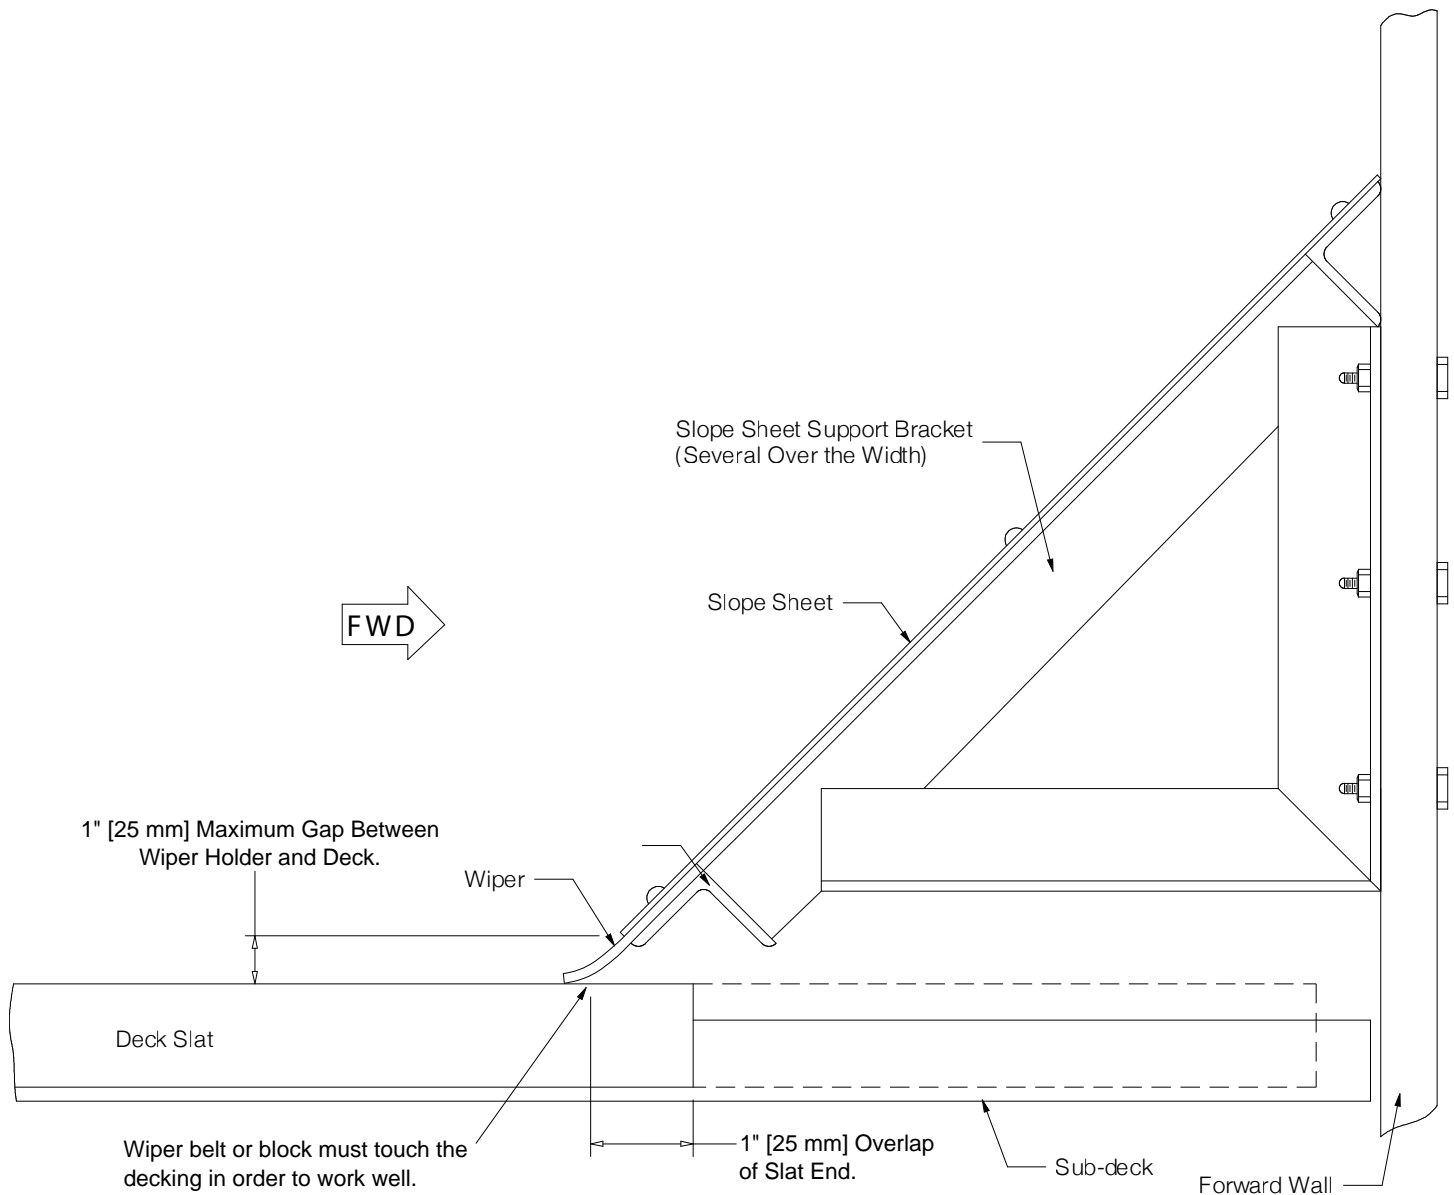 Slope Sheet Support Bracket
(Several Over the Width)
Slope Sheet
FWD
1" [25 mm] Maximum Gap Between
Wiper Holder and Deck.
Wiper
Deck Slat
Wiper belt or block must touch the
decking in order to work well.
1" [25 mm] Overlap
of Slat End.
Sub-deck
Forward Wall